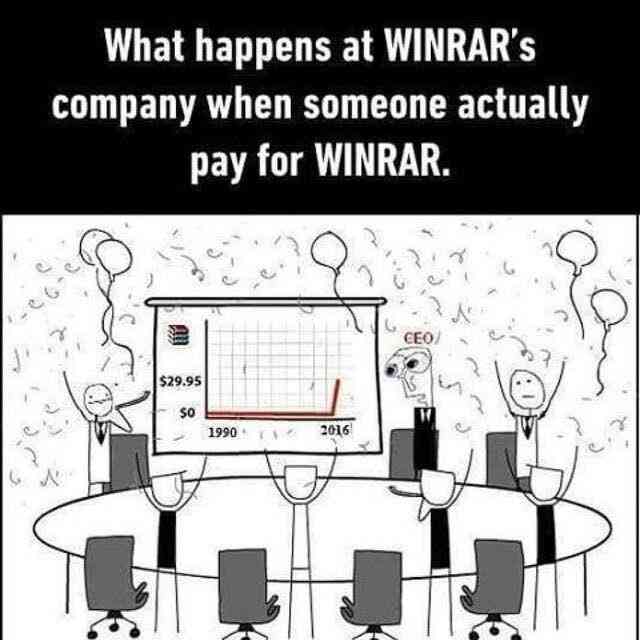 What happens at WINRAR's
company when someone actually
pay for WINRAR.
CEO
$29.95
$0
1990
2016